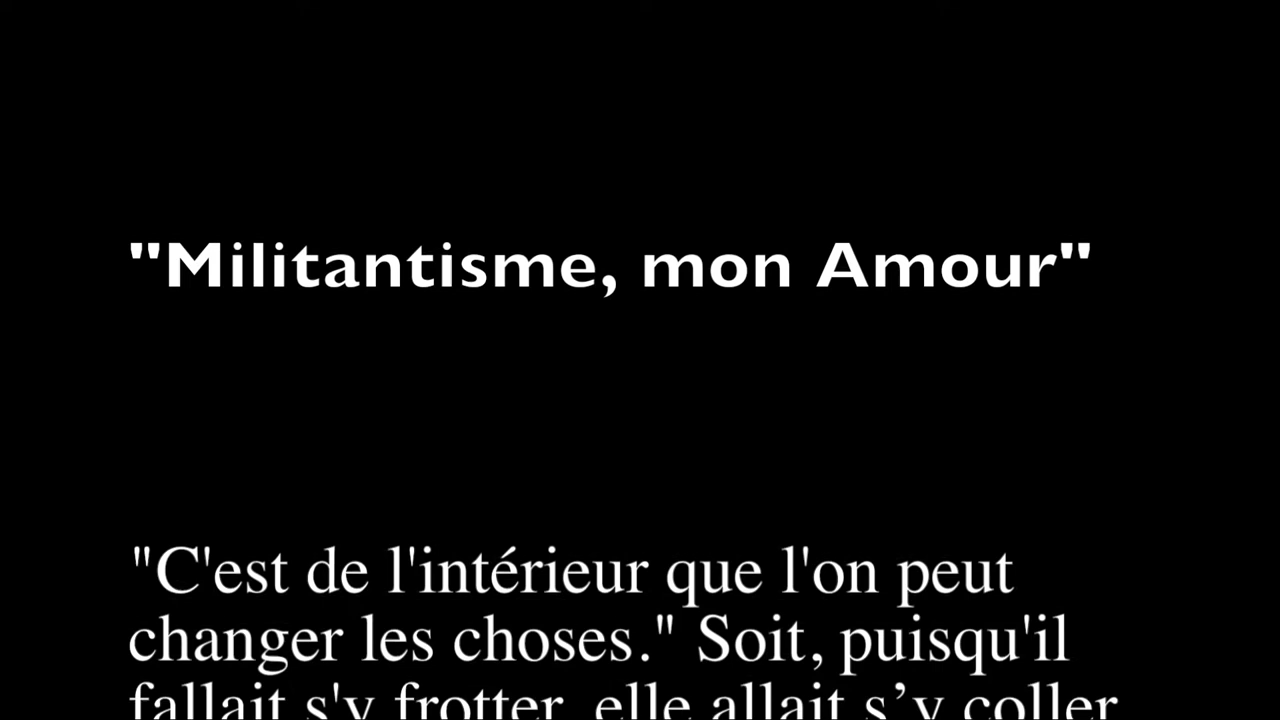 "Militantisme, mon Amour"
"C'est de l'intérieur que l'on peut
changer les choses." Soit, puisqu'il
fallait s'y frotter, elle allait s’y coller